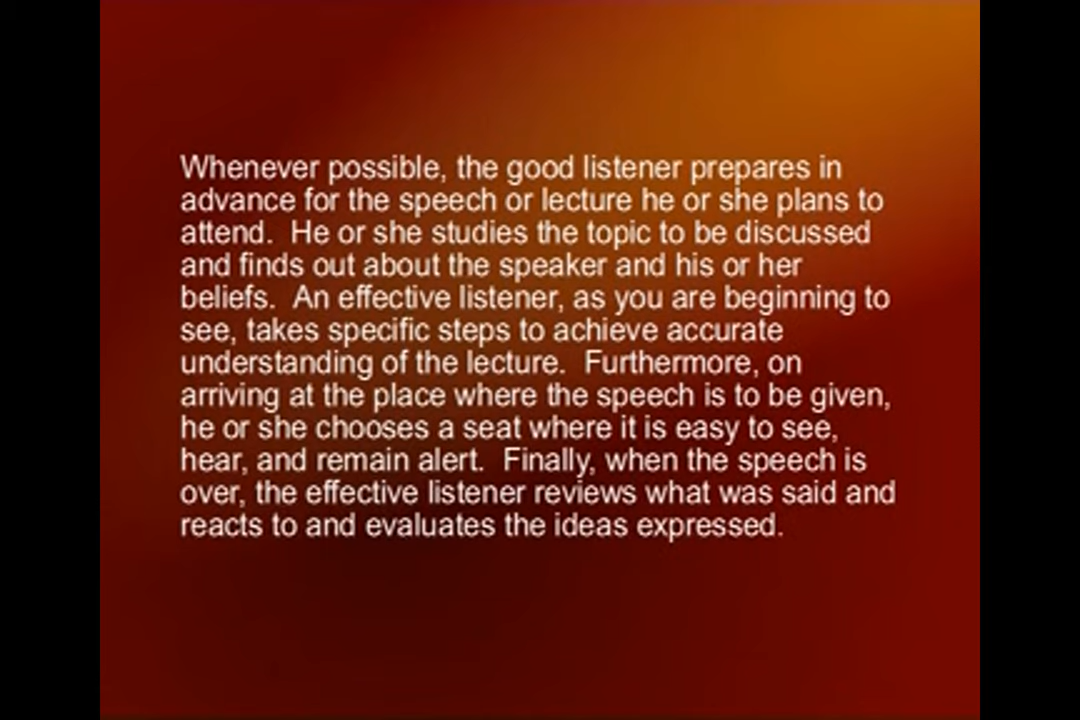 Whenever possible, the good listener prepares in
advance for the speech or lecture he or she plans to
attend.  He or she studies the topic to be discussed
and finds out about the speaker and his or her
beliefs.  An effective listener, as you are beginning to
see, takes specific steps to achieve accurate
understanding of the lecture.  Furthermore, on
arriving at the place where the speech is to be given,
he or she chooses a seat where it is easy to see,
hear, and remain alert.  Finally, when the speech is
over, the effective listener reviews what was said and
reacts to and evaluates the ideas expressed.